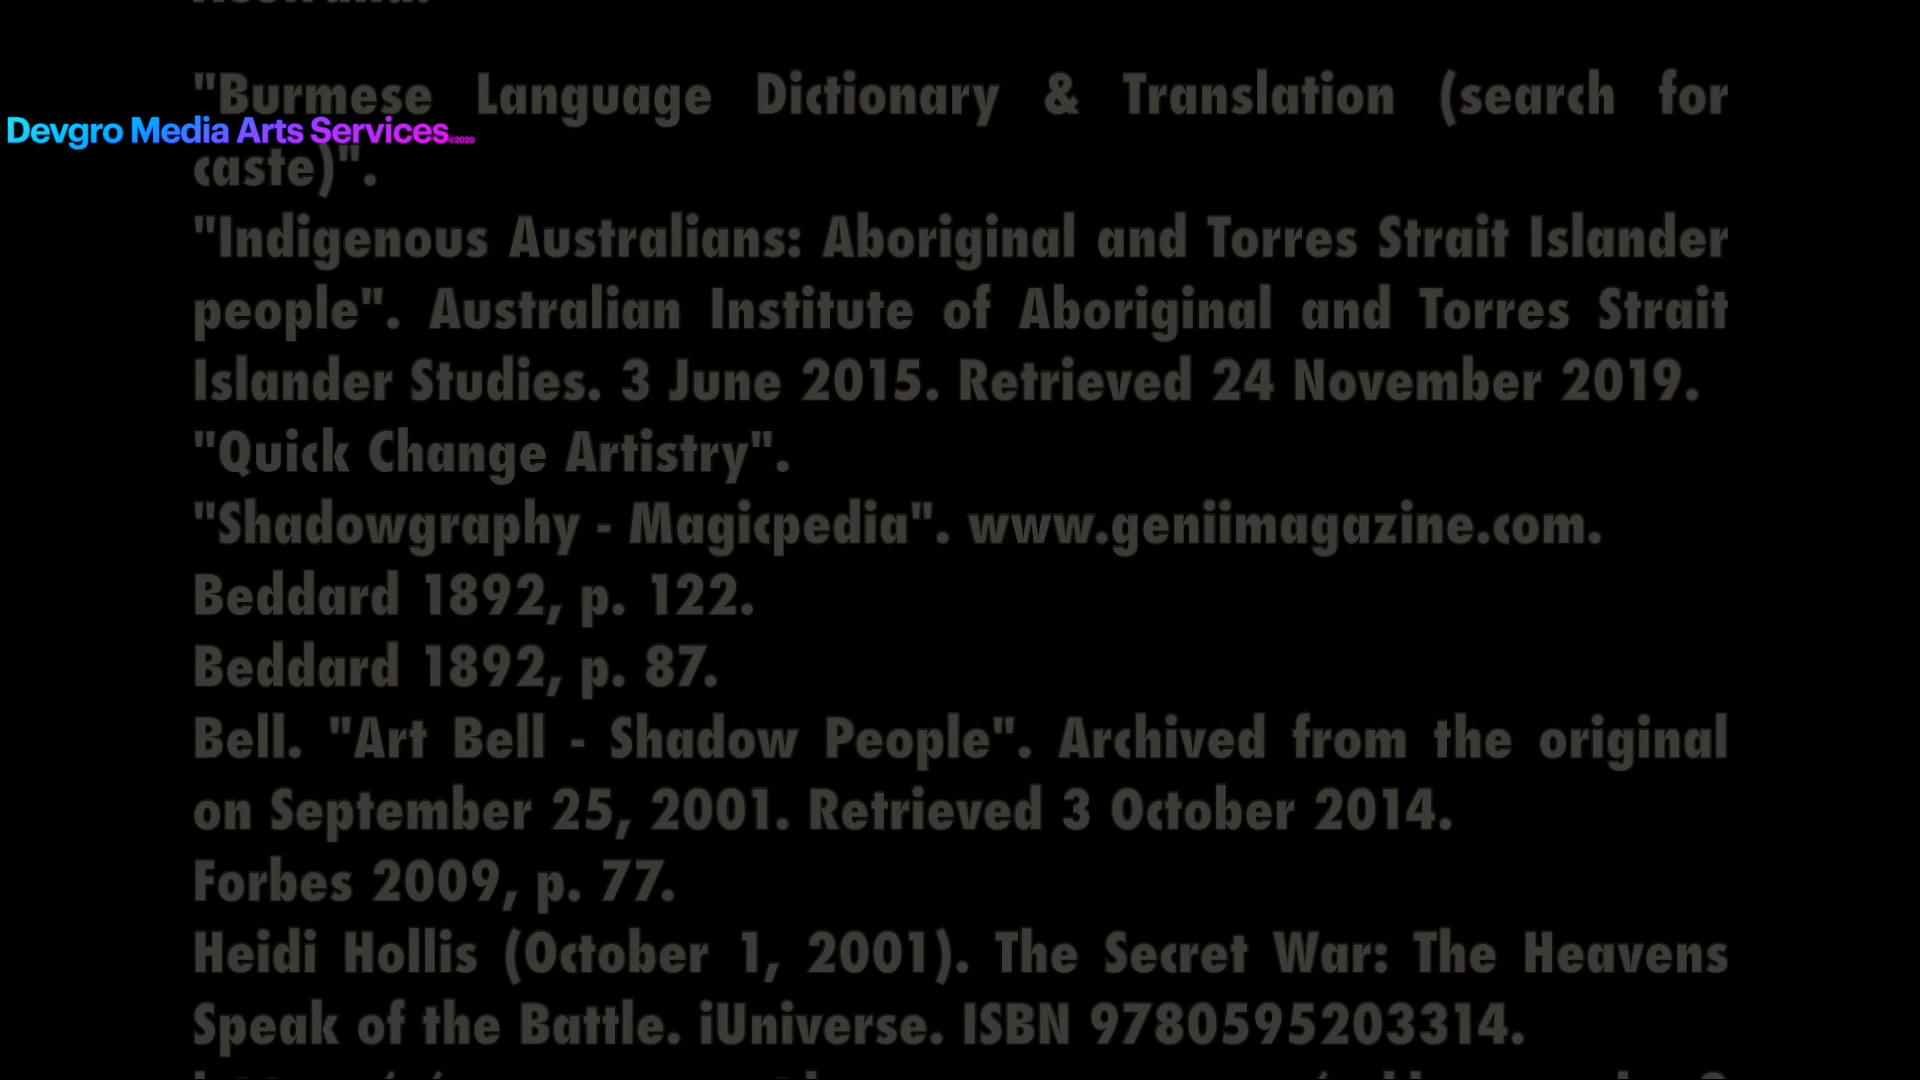 "Burmese Language Dictionary & Translation (search for
Devgro Media Arts Services©2020
caste)".
"Indigenous Australians: Aboriginal and Torres Strait Islander
people". Australian Institute of Aboriginal and Torres Strait
Islander Studies. 3 June 2015. Retrieved 24 November 2019.
"Quick Change Artistry".
"Shadowgraphy - Magicpedia". www.geniimagazine.com.
Beddard 1892, p. 122.
Beddard 1892, p. 87.
Bell. "Art Bell - Shadow People". Archived from the original
on September 25, 2001. Retrieved 3 October 2014.
Forbes 2009, p. 77.
Heidi Hollis (October 1, 2001). The Secret War: The Heavens
Speak of the Battle. iUniverse. ISBN 9780595203314.